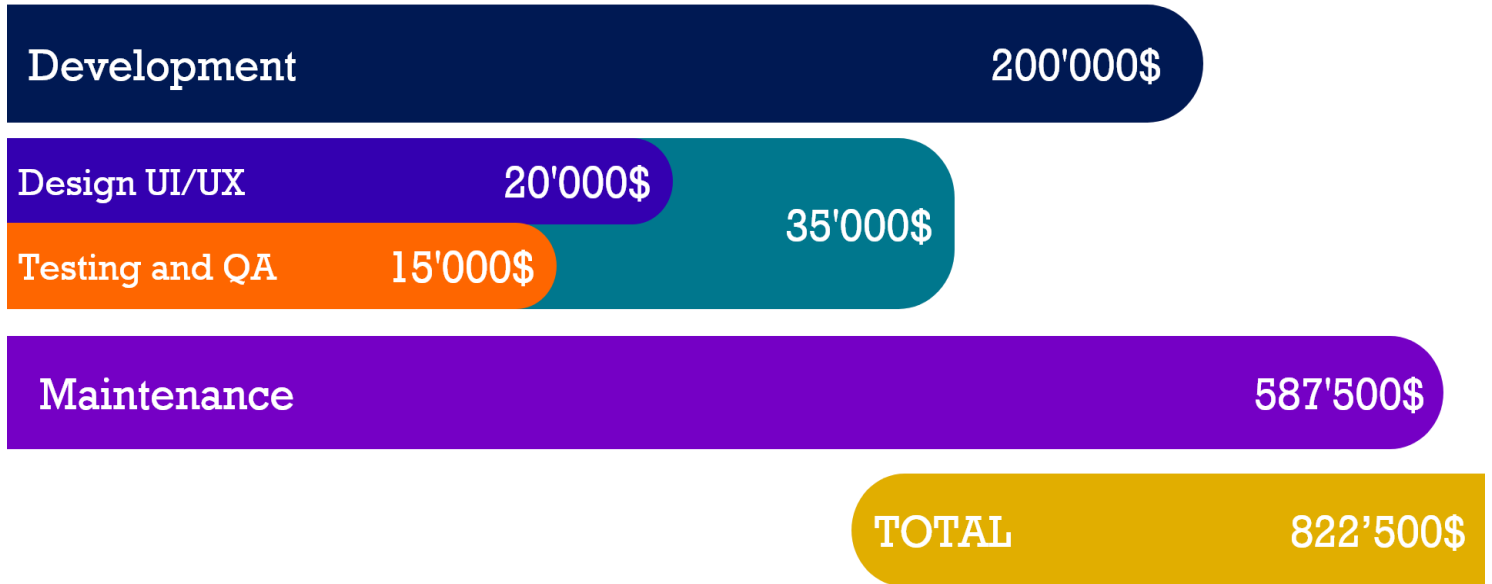 Development 200'000$
Design UI/UX 20'000$
35'000$
Testing and QA 15'000$
Maintenance 587'500$
TOTAL 822’500$